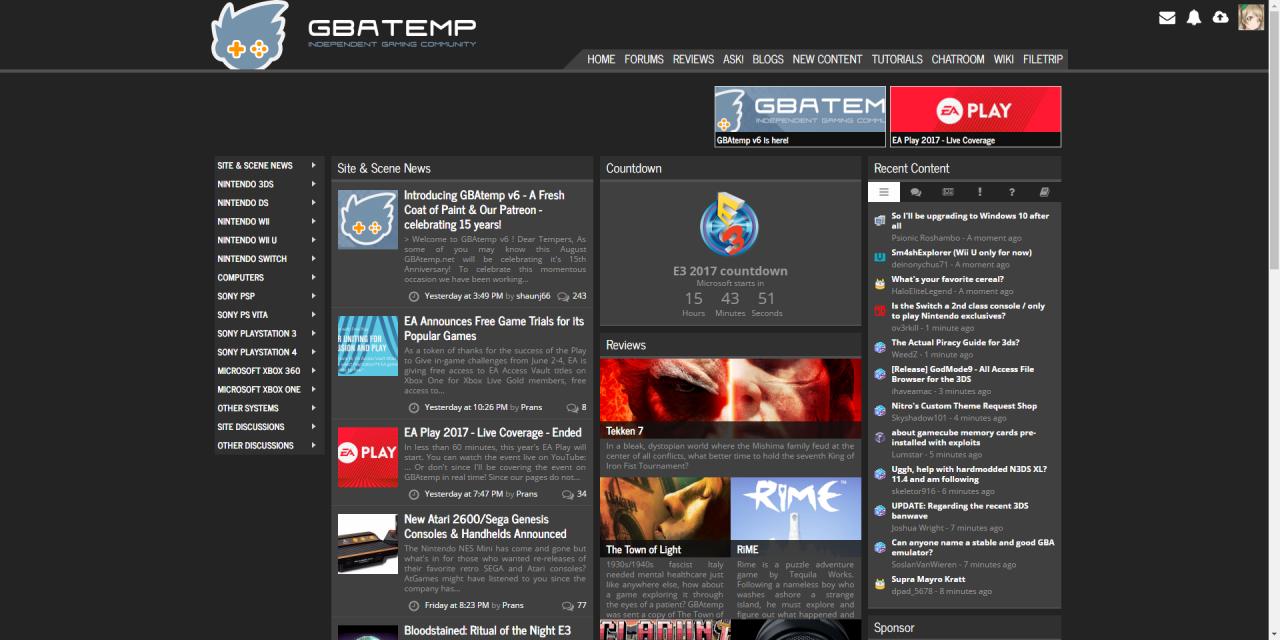 GBATEMP
INDEPENDENT GAMING COMMUNITY
HOME FORUMS REVIEWS ASK! BLOGS NEW CONTENT TUTORIALS CHATROOM WIKI FILETRIP
GBATEM
INDEPENDENT GAMING COMMU
GBAtemp v6 is here!
EA PLAY
EA Play 2017 - Live Coverage
SITE & SCENE NEWS
NINTENDO 3DS
NINTENDO DS
NINTENDO WII
NINTENDO WII U
NINTENDO SWITCH
COMPUTERS
SONY PSP
SONY PS VITA
SONY PLAYSTATION 3
SONY PLAYSTATION 4
MICROSOFT XBOX 360
MICROSOFT XBOX ONE
OTHER SYSTEMS
SITE DISCUSSIONS
OTHER DISCUSSIONS
Site & Scene News
Introducing GBAtemp v6 - A Fresh
Coat of Paint & Our Patreon -
celebrating 15 years!
> Welcome to GBAtemp v6 ! Dear Tempers, As
some of you may know this August
GBAtemp.net will be celebrating it's 15th
Anniversary! To celebrate this momentous
occasion we have been working...
Yesterday at 3:49 PM by shaunj66 243
EA Announces Free Game Trials for Its
Popular Games
As a token of thanks for the success of the Play
to Give in-game challenges from June 2-4, EA is
giving free access to EA Access Vault titles on
Xbox One for Xbox Live Gold members, free
access to...
Yesterday at 10:26 PM by Prans 8
EA PLAY
EA Play 2017 - Live Coverage - Ended
In less than 60 minutes, this year's EA Play will
start. You can watch the event live on YouTube:
... Or don't since I'll be covering the event on
GBAtemp in real time! Since our pages do not...
Yesterday at 7:47 PM by Prans 34
New Atari 2600/Sega Genesis
Consoles & Handhelds Announced
The Nintendo NES Mini has come and gone but
what's in for those who wanted re-releases of
their favorite retro SEGA and Atari consoles?
AtGames might have listened to you since the
company has...
Friday at 8:23 PM by Prans 77
Bloodstained: Ritual of the Night E3
Countdown
E3
E3 2017 countdown
Microsoft starts in
15 43 51
Hours Minutes Seconds
Reviews
Tekken 7
In a bleak, dystopian world where the Mishima family feud at the
center of all conflicts, what better time to hold the seventh King of
Iron Fist Tournament?
The Town of Light
1930s/1940s fascist Italy
needed mental healthcare just
like anywhere else, how about
a game exploring it through
the eyes of a patient? GBAtemp
was sent a copy of The Town of
RiME
RiME
Rime is a puzzle adventure
game by Tequila Works.
Following a nameless boy who
washes ashore a strange
island, he must explore and
figure out what happened and
Recent Content
So I'll be upgrading to Windows 10 after
all
Psionic Roshambo - A moment ago
Sm4shExplorer (Wii U only for now)
deinonychus71 - A moment ago
What's your favorite cereal?
HaloEliteLegend - A moment ago
Is the Switch a 2nd class console / only
to play Nintendo exclusives?
ov3rkill - 1 minute ago
The Actual Piracy Guide for 3ds?
WeedZ - 1 minute ago
[Release] GodMode9 - All Access File
Browser for the 3DS
ihaveamac - 3 minutes ago
Nitro's Custom Theme Request Shop
Skyshadow101 - 4 minutes ago
about gamecube memory cards pre-
installed with exploits
Lumstar - 5 minutes ago
Uggh, help with hardmodded N3DS XL?
11.4 and am following
skeletor916 - 6 minutes ago
UPDATE: Regarding the recent 3DS
banwave
Joshua Wright - 7 minutes ago
Can anyone name a stable and good GBA
emulator?
SoslanVanWieren - 7 minutes ago
Supra Mayro Kratt
dpad_5678 - 8 minutes ago
Sponsor